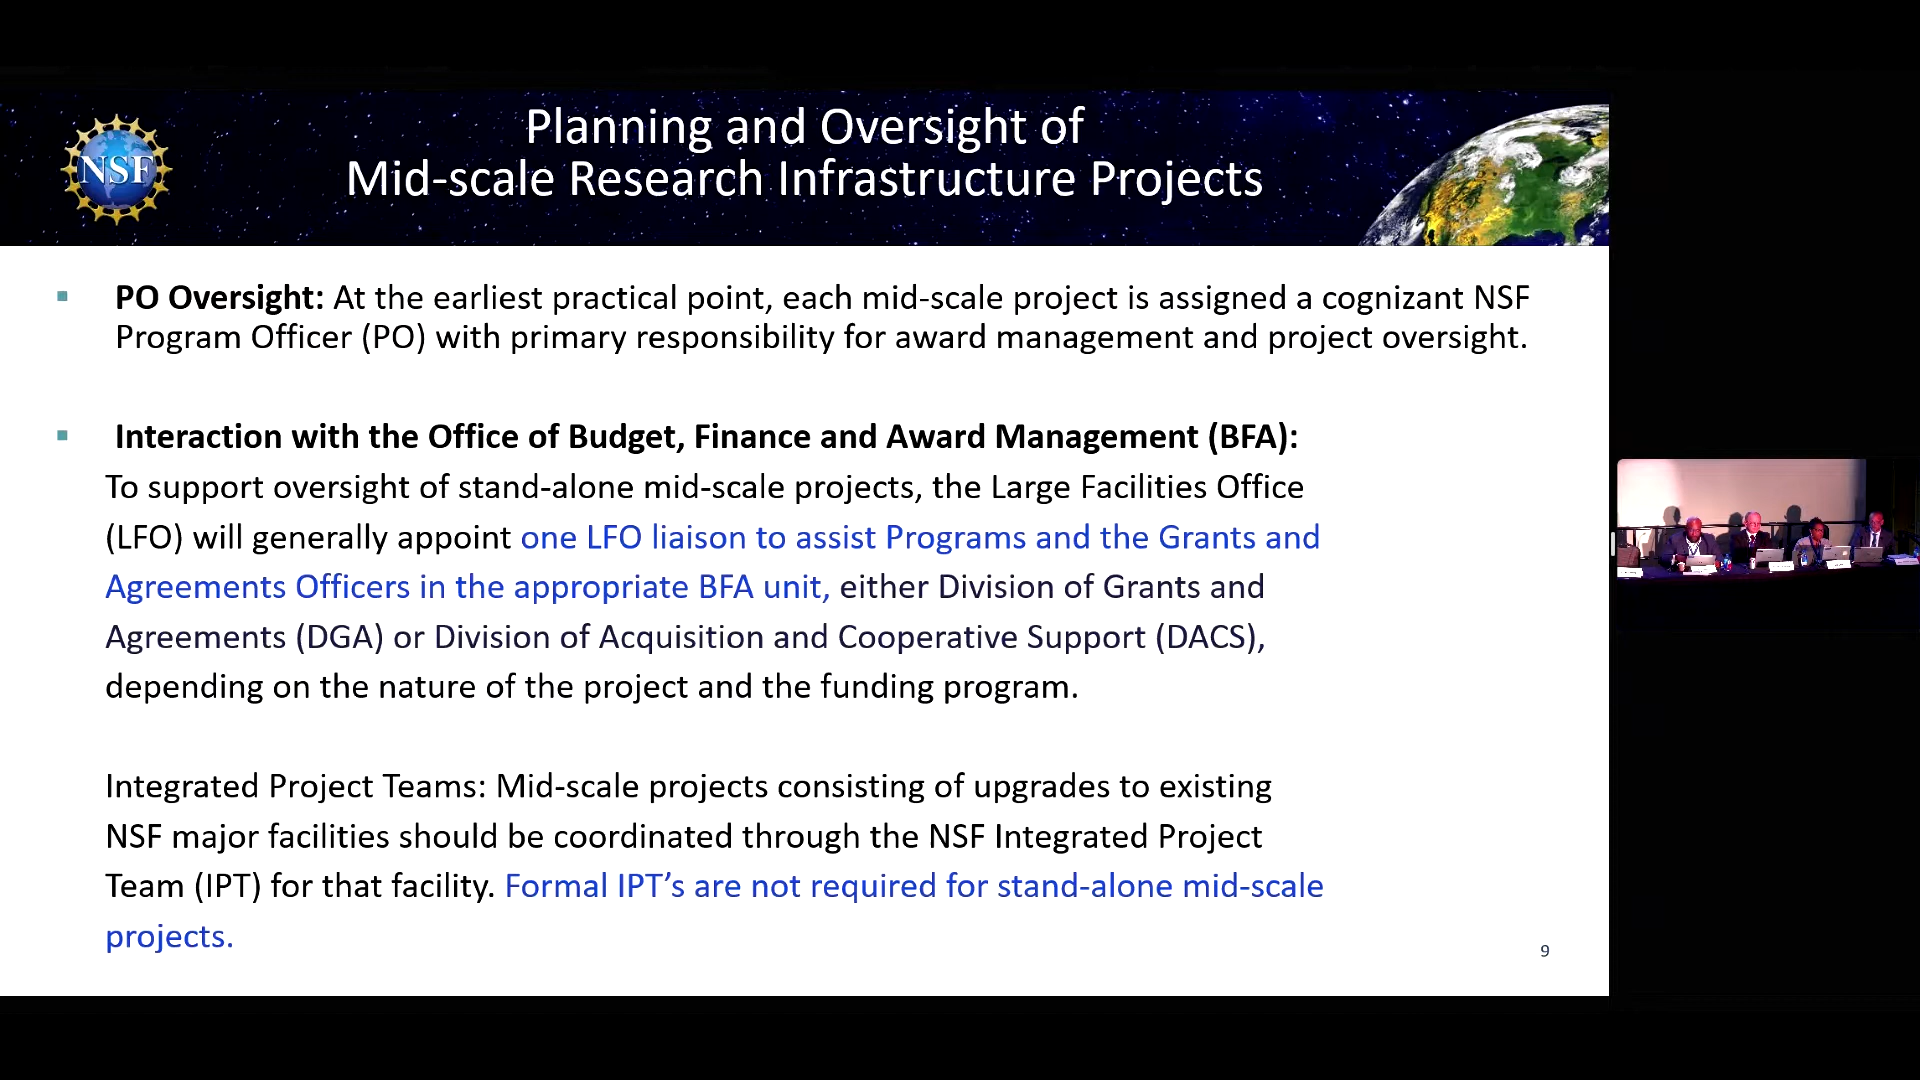 NSF
Planning and Oversight of
Mid-scale Research Infrastructure Projects
▪ PO Oversight: At the earliest practical point, each mid-scale project is assigned a cognizant NSF
Program Officer (PO) with primary responsibility for award management and project oversight.
▪ Interaction with the Office of Budget, Finance and Award Management (BFA):
To support oversight of stand-alone mid-scale projects, the Large Facilities Office
(LFO) will generally appoint one LFO liaison to assist Programs and the Grants and
Agreements Officers in the appropriate BFA unit, either Division of Grants and
Agreements (DGA) or Division of Acquisition and Cooperative Support (DACS),
depending on the nature of the project and the funding program.
Integrated Project Teams: Mid-scale projects consisting of upgrades to existing
NSF major facilities should be coordinated through the NSF Integrated Project
Team (IPT) for that facility. Formal IPT’s are not required for stand-alone mid-scale
projects.
9